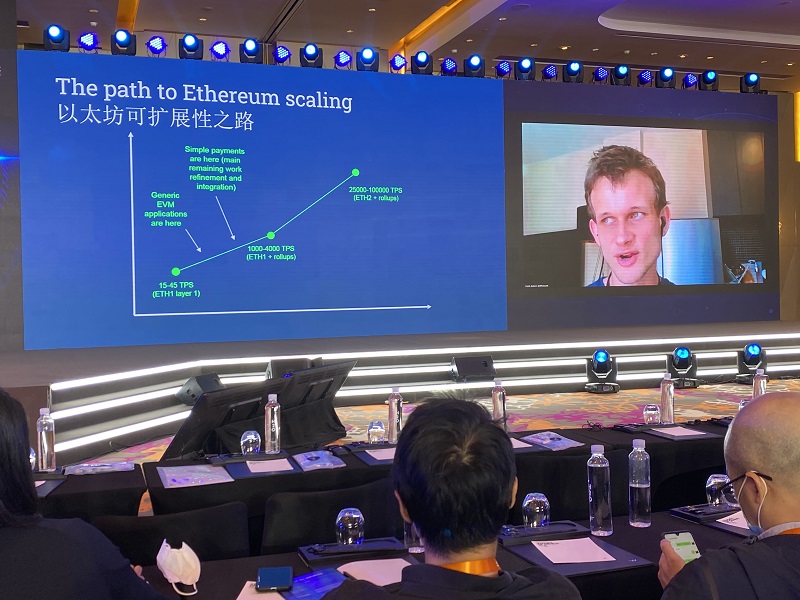 The path to Ethereum scaling
以太坊可扩展性之路
Simple payments
are here (main
remaining work
refinement and
integration)
Generic
EVM
applications
are here
25000-100000 TPS
(ETH2 + rollups)
1000-4000 TPS
(ETH1 + rollups)
15-45 TPS
(ETH1 layer 1)